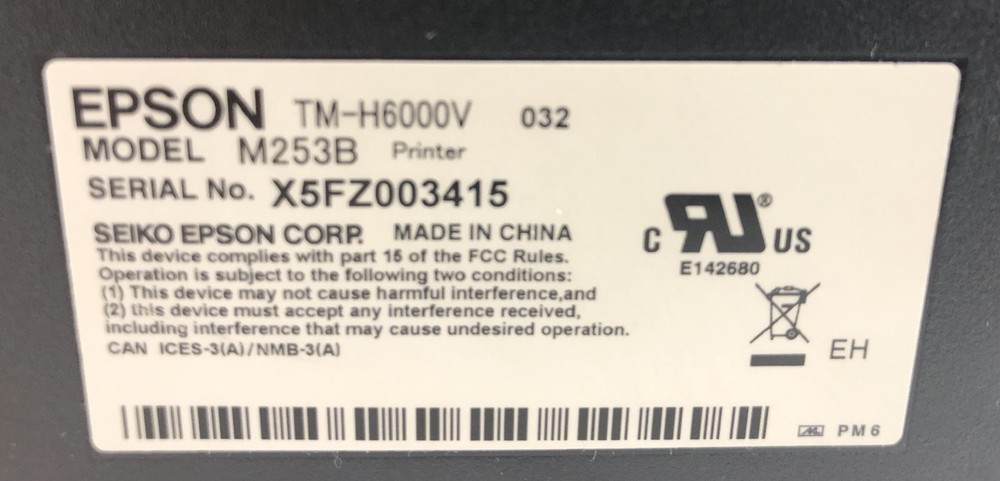 EPSON TM-H6000V 032
MODEL M253B Printer
SERIAL No. X5FZ003415
SEIKO EPSON CORP. MADE IN CHINA
This device complies with part 15 of the FCC Rules.
Operation is subject to the following two conditions:
(1) This device may not cause harmful interference,and
(2) this device must accept any interference received,
including interference that may cause undesired operation.
CAN ICES-3(A)/NMB-3(A)
C RU® US
E142680
EH
PM6